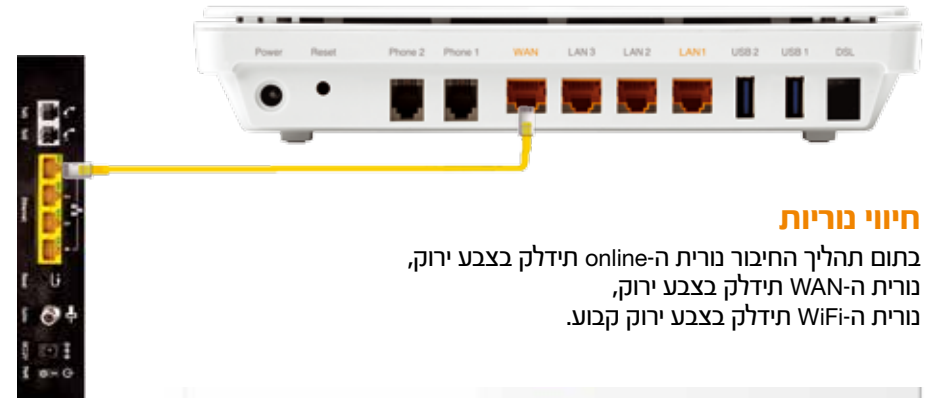 Power Reset Phone 2 Phone 1 WAN LAN 3 LAN 2 LAN1 USB 2 USB 1 DSL
חיווי נוריות
בתום תהליך החיבור נורית ה-online תידלק בצבע ירוק,
נורית ה-WAN תידלק בצבע ירוק,
נורית ה-WiFi תידלק בצבע ירוק קבוע.